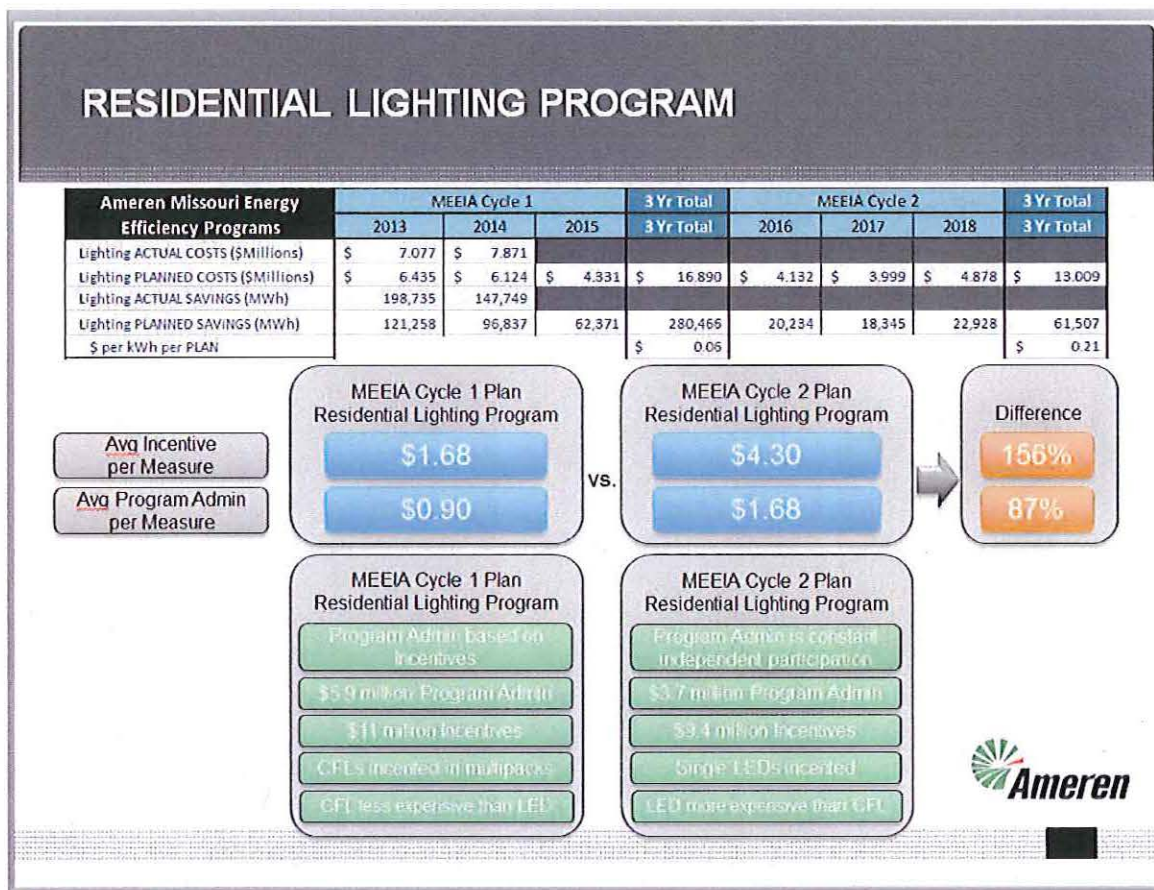 RESIDENTIAL LIGHTING PROGRAM
Ameren Missouri Energy Efficiency Programs MEEIA Cycle 1 3 Yr Total MEEIA Cycle 2 3 Yr Total
2013 2014 2015 3 Yr Total 2016 2017 2018 3 Yr Total
Lighting ACTUAL COSTS ($Millions) $ 7.077 $ 7.871
Lighting PLANNED COSTS ($Millions) $ 6.435 $ 6.124 $ 4.331 $ 16.890 $ 4.132 $ 3.999 $ 4.878 $ 13.009
Lighting ACTUAL SAVINGS (MWh) 198,735 147,749
Lighting PLANNED SAVINGS (MWh) 121,258 96,837 62,371 280,466 20,234 18,345 22,928 61,507
$ per kWh per PLAN $ 0.06 $ 0.21
MEEIA Cycle 1 Plan
Residential Lighting Program
MEEIA Cycle 2 Plan
Residential Lighting Program
Difference
Avg Incentive
per Measure
$1.68
$4.30
156%
vs.
Avg Program Admin
per Measure
$0.90
$1.68
87%
MEEIA Cycle 1 Plan
Residential Lighting Program
Program Admin based on
Incentives
$5.9 million Program Admin
$11 million Incentives
CFLs incented in multipacks
CFL less expensive than LED
MEEIA Cycle 2 Plan
Residential Lighting Program
Program Admin is constant
independent participation
$3.7 million Program Admin
$9.4 million Incentives
Single LEDs incented
LED more expensive than CFL
Ameren